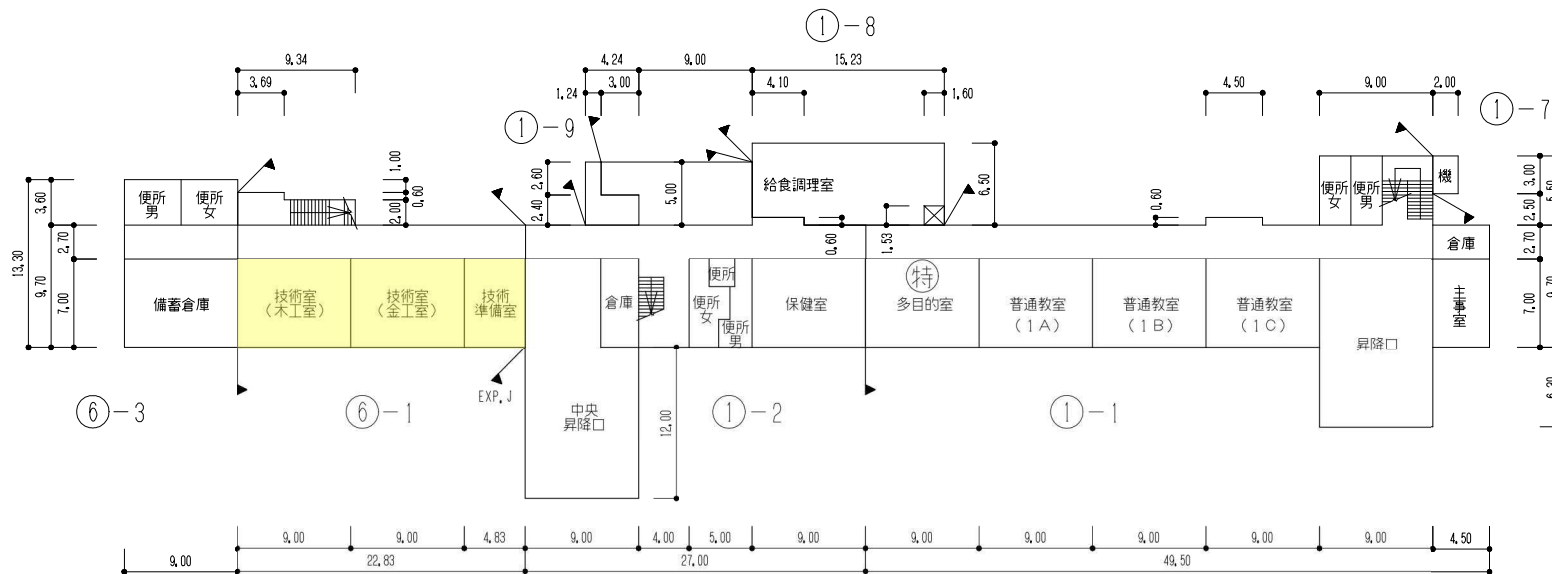 ①-8
9.34
4.24
9.00
15.23
3.69
3.00
4.10
4.50
9.00
2.00
1.24
1.60
①-9
①-7
1.00
0.60
2.00
2.60
2.40
5.00
6.50
0.60
1.53
0.60
3.00
2.50
2.70
7.00
9.70
3.60
2.70
7.00
9.70
13.30
便所
男
便所
女
給食調理室
便所
女
便所
男
機
倉庫
備蓄倉庫
技術室
(木工室)
技術室
(金工室)
技術
準備室
倉庫
便所
便所
女
便所
男
保健室
特
多目的室
普通教室
(1A)
普通教室
(1B)
普通教室
(1C)
昇降口
主事室
EXP.J
中央
昇降口
12.00
⑥-3
⑥-1
①-2
①-1
9.00
9.00
4.83
9.00
4.00
5.00
9.00
9.00
9.00
9.00
9.00
9.00
4.50
9.00
22.83
27.00
49.50